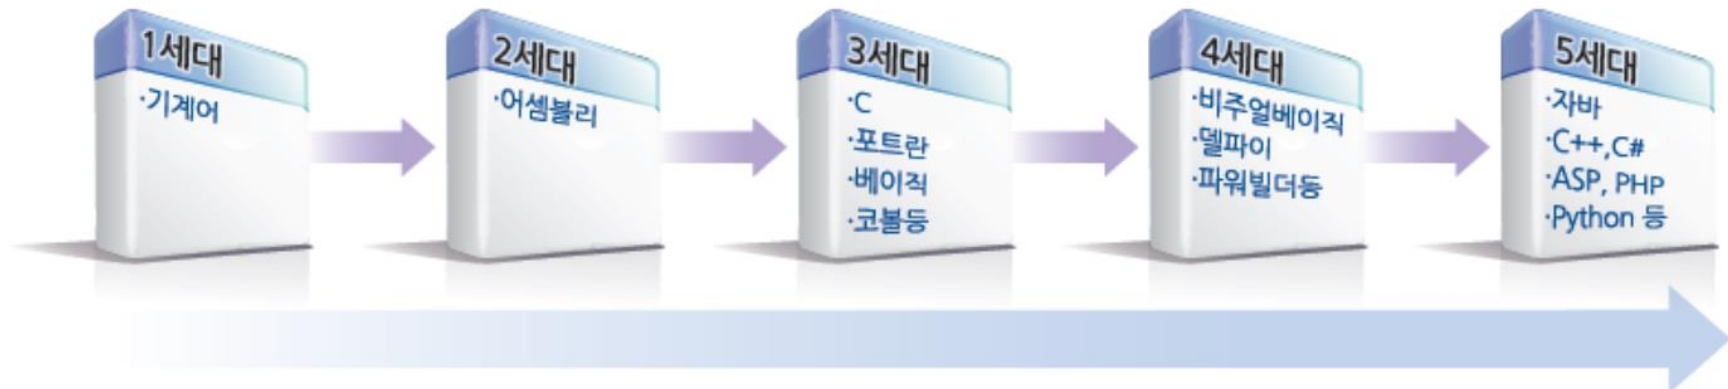 1세대
·기계어
2세대
·어셈블리
3세대
·C
·포트란
·베이직
·코볼등
4세대
·비주얼베이직
·델파이
·파워빌더등
5세대
·자바
·C++,C#
·ASP, PHP
·Python 등